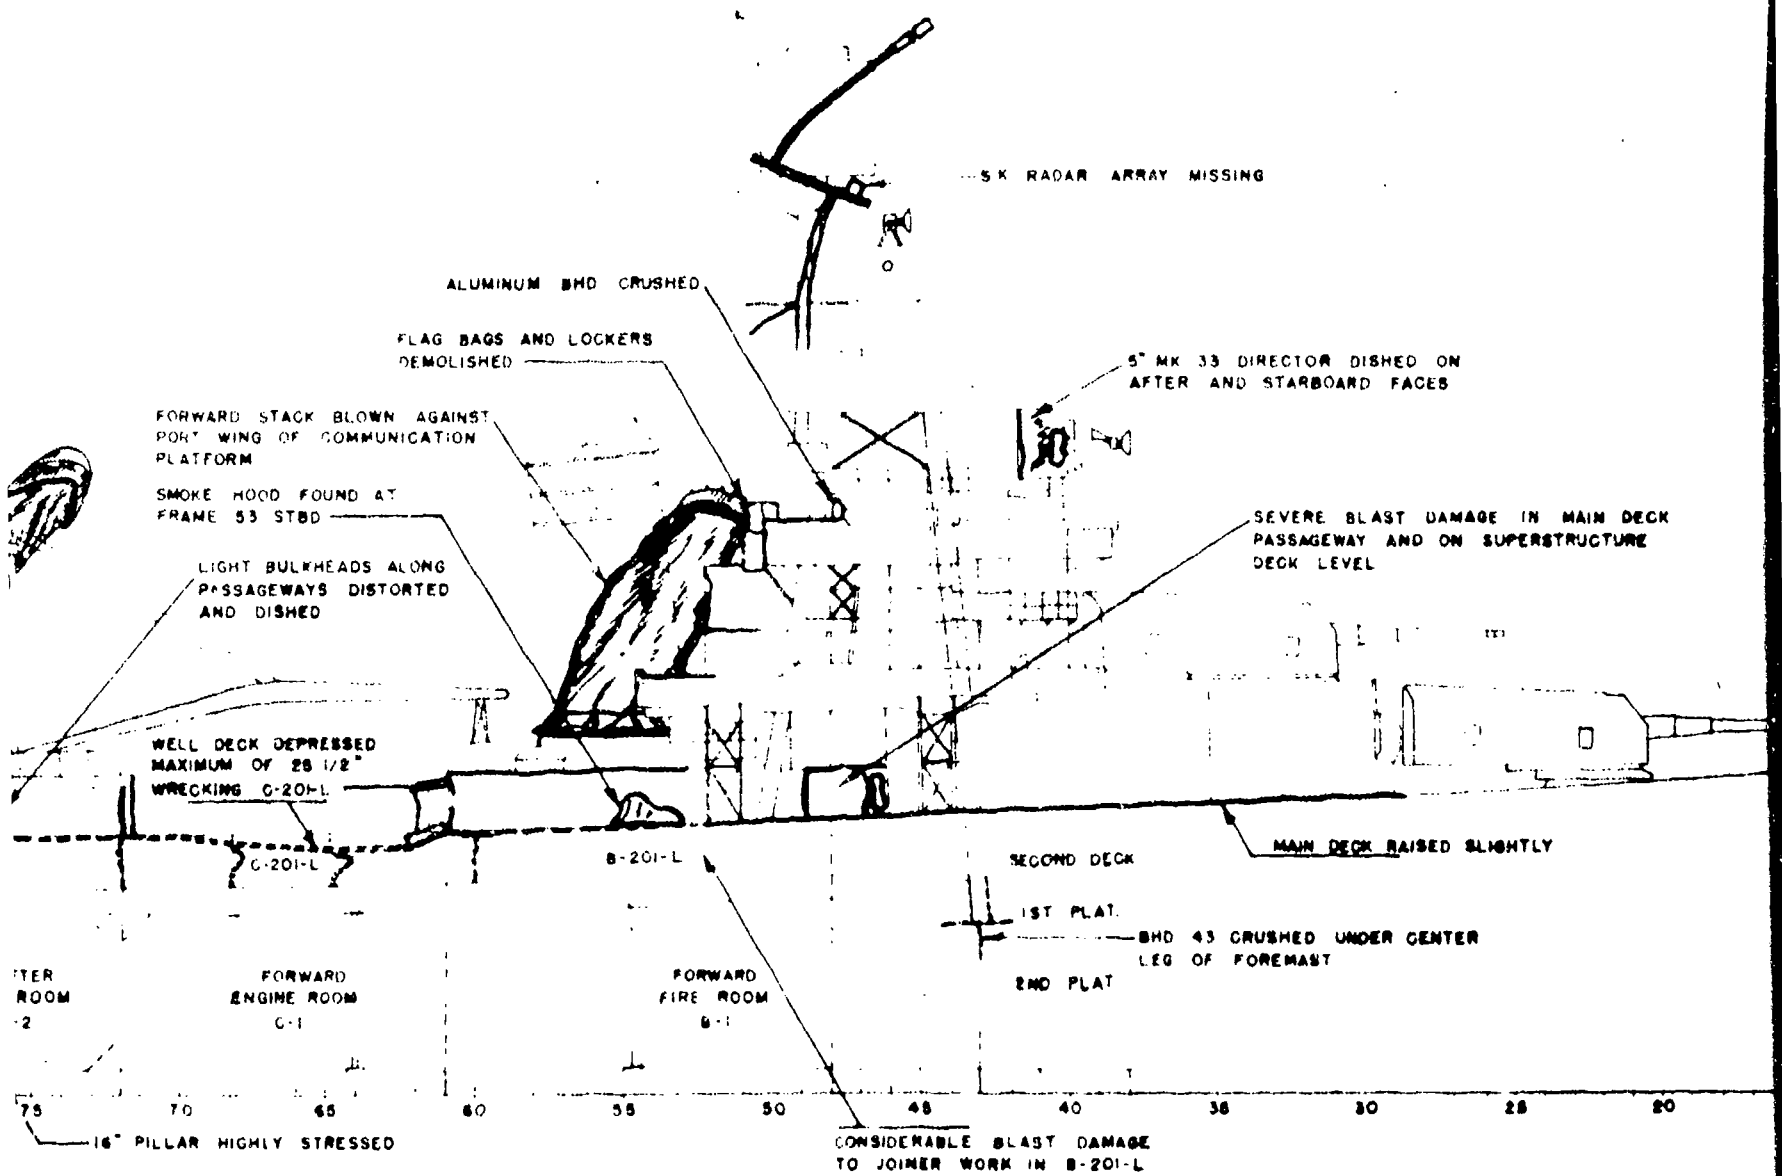 SK RADAR ARRAY MISSING
ALUMINUM BHD CRUSHED
FLAG BAGS AND LOCKERS
DEMOLISHED
5" MK 33 DIRECTOR DISHED ON
AFTER AND STARBOARD FACES
FORWARD STACK BLOWN AGAINST
PORT WING OF COMMUNICATION
PLATFORM
SMOKE HOOD FOUND AT
FRAME 53 STBD
SEVERE BLAST DAMAGE IN MAIN DECK
PASSAGEWAY AND ON SUPERSTRUCTURE
DECK LEVEL
LIGHT BULKHEADS ALONG
PASSAGEWAYS DISTORTED
AND DISHED
WELL DECK DEPRESSED
MAXIMUM OF 25 1/2"
WRECKING C-201-L
MAIN DECK RAISED SLIGHTLY
C-201-L
B-201-L
SECOND DECK
1ST PLAT.
BHD 43 CRUSHED UNDER CENTER
LEG OF FOREMAST
2ND PLAT
TER
ROOM
-2
FORWARD
ENGINE ROOM
C-1
FORWARD
FIRE ROOM
B-1
75 70 65 60 55 50 45 40 35 25 20
16" PILLAR HIGHLY STRESSED
CONSIDERABLE BLAST DAMAGE
TO JOINER WORK IN B-201-L